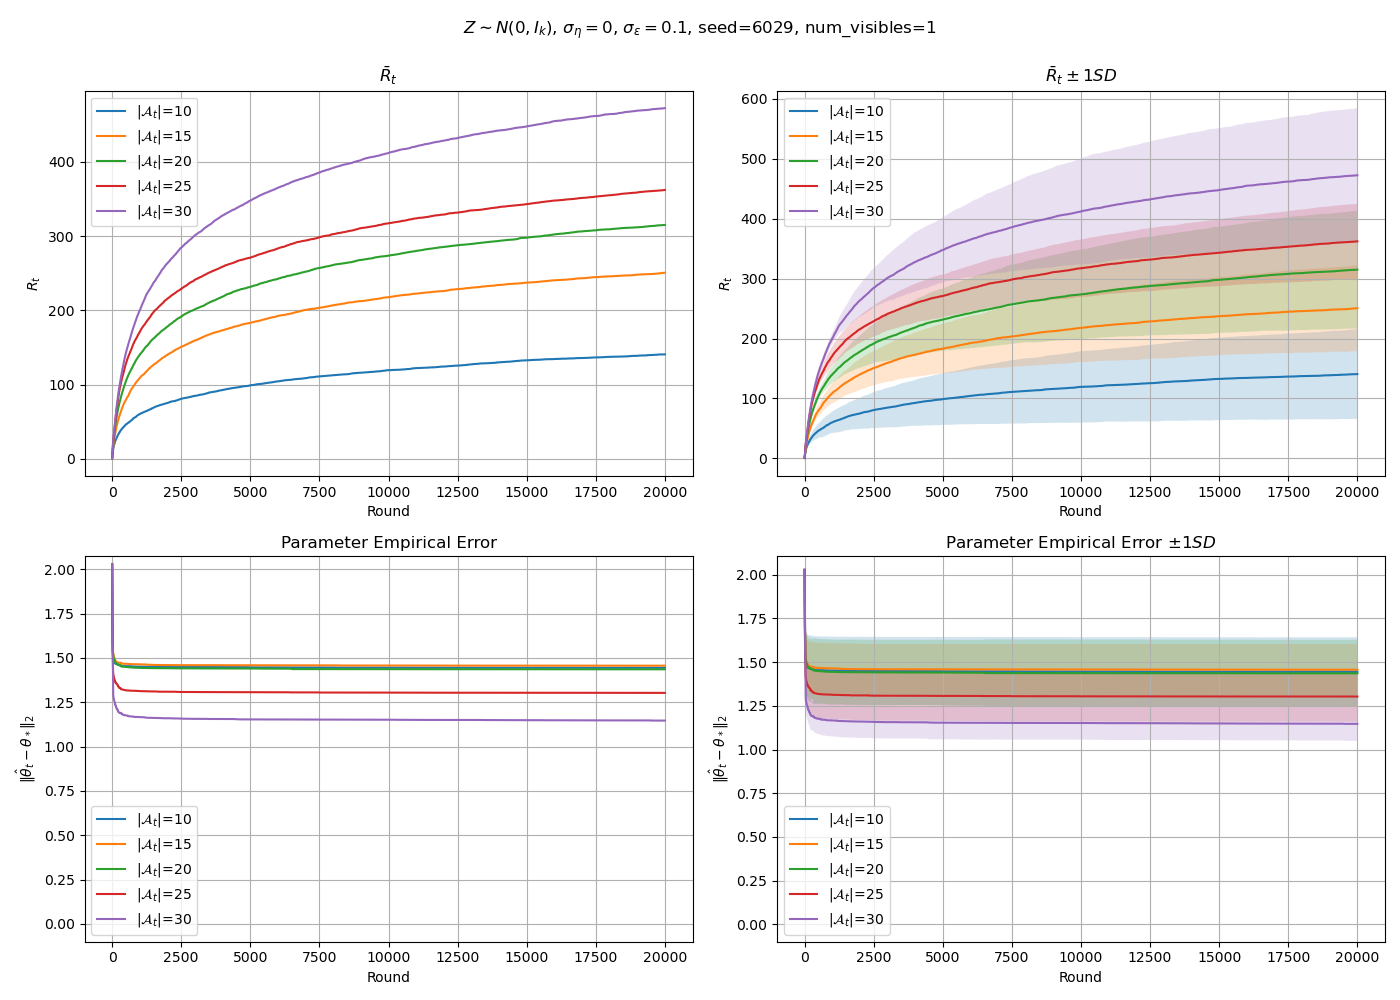 Z ∼ N(0, I_k), σ_η = 0, σ_ε = 0.1, seed=6029, num_visibles=1
R̄_t
|𝒜_t|=10
|𝒜_t|=15
|𝒜_t|=20
|𝒜_t|=25
|𝒜_t|=30
R_t
400
300
200
100
0
0 2500 5000 7500 10000 12500 15000 17500 20000
Round
R̄_t ± 1SD
|𝒜_t|=10
|𝒜_t|=15
|𝒜_t|=20
|𝒜_t|=25
|𝒜_t|=30
R_t
600
500
400
300
200
100
0
0 2500 5000 7500 10000 12500 15000 17500 20000
Round
Parameter Empirical Error
‖θ̂_t − θ_*‖_2
2.00
1.75
1.50
1.25
1.00
0.75
0.50
0.25
0.00
|𝒜_t|=10
|𝒜_t|=15
|𝒜_t|=20
|𝒜_t|=25
|𝒜_t|=30
0 2500 5000 7500 10000 12500 15000 17500 20000
Round
Parameter Empirical Error ±1SD
‖θ̂_t − θ_*‖_2
2.00
1.75
1.50
1.25
1.00
0.75
0.50
0.25
0.00
|𝒜_t|=10
|𝒜_t|=15
|𝒜_t|=20
|𝒜_t|=25
|𝒜_t|=30
0 2500 5000 7500 10000 12500 15000 17500 20000
Round